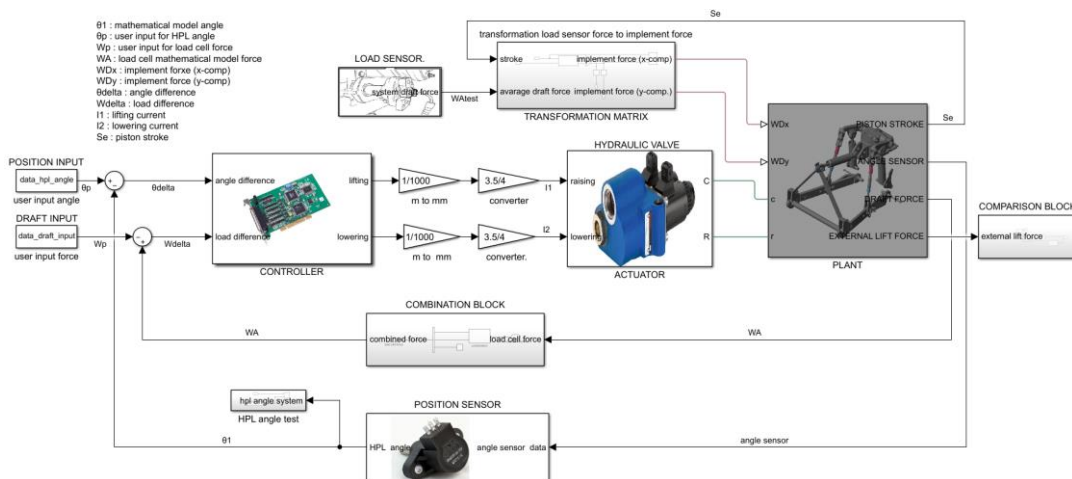 θ1 : mathematical model angle
θp : user input for HPL angle
Wp : user input for load cell force
WA : load cell mathematical model force
WDx : implement forxe (x-comp)
WDy : implement force (y-comp)
θdelta : angle difference
Wdelta : load difference
I1 : lifting current
I2 : lowering current
Se : piston stroke
Se
transformation load sensor force to implement force
stroke
implement force (x-comp)
avarage draft force
implement force (y-comp.)
TRANSFORMATION MATRIX
LOAD SENSOR.
system draft force
WAtest
WDx
WDy
c
r
PISTON STROKE
ANGLE SENSOR
DRAFT FORCE
EXTERNAL LIFT FORCE
PLANT
Se
POSITION INPUT
data_hpl_angle
user input angle
θp
θdelta
DRAFT INPUT
data_draft_input
user input force
Wp
Wdelta
angle difference
load difference
lifting
lowering
CONTROLLER
1/1000
m to mm
3.5/4
converter
I1
1/1000
m to mm
3.5/4
converter.
I2
HYDRAULIC VALVE
raising
lowering
C
R
ACTUATOR
COMPARISON BLOCK
external lift force
COMBINATION BLOCK
combined force
load cell force
WA
WA
hpl angle system
HPL angle test
POSITION SENSOR
HPL angle
angle sensor data
θ1
angle sensor